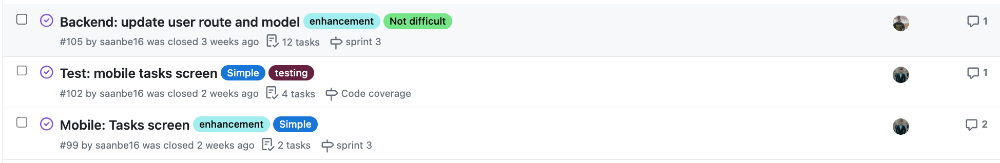 Backend: update user route and model enhancement Not difficult 1
#105 by saanbe16 was closed 3 weeks ago 12 tasks sprint 3
Test: mobile tasks screen Simple testing 1
#102 by saanbe16 was closed 2 weeks ago 4 tasks Code coverage
Mobile: Tasks screen enhancement Simple 2
#99 by saanbe16 was closed 2 weeks ago 2 tasks sprint 3